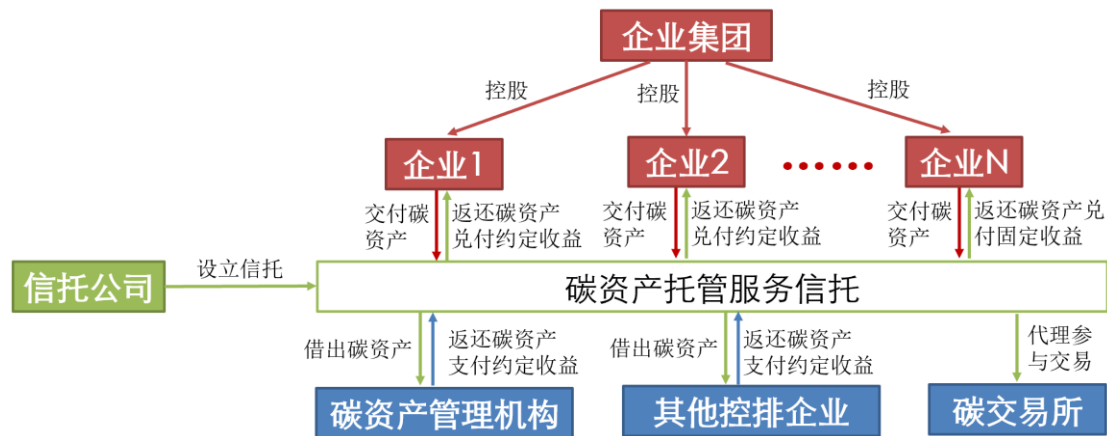 企业集团
控股
控股
控股
企业1
企业2
企业N
交付碳
资产
返还碳资产
兑付约定收益
交付碳
资产
返还碳资产
兑付约定收益
交付碳
资产
返还碳资产兑
付固定收益
信托公司
设立信托
碳资产托管服务信托
借出碳资产
返还碳资产
支付约定收益
借出碳资产
返还碳资产
支付约定收益
代理参
与交易
碳资产管理机构
其他控排企业
碳交易所